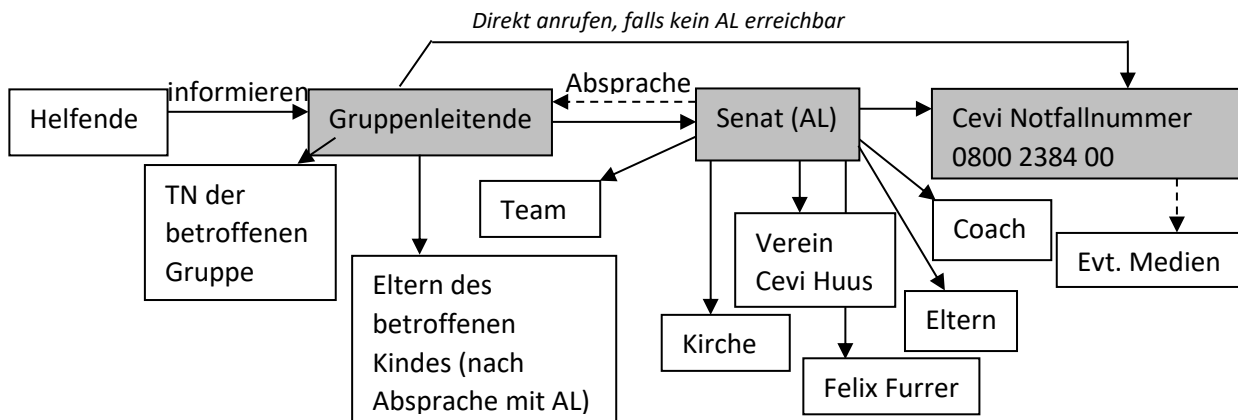 Direkt anrufen, falls kein AL erreichbar
informieren
Absprache
Helfende
Gruppenleitende
Senat (AL)
Cevi Notfallnummer
0800 2384 00
TN der
betroffenen
Gruppe
Team
Verein
Cevi Huus
Coach
Evt. Medien
Eltern des
betroffenen
Kindes (nach
Absprache mit AL)
Kirche
Eltern
Felix Furrer